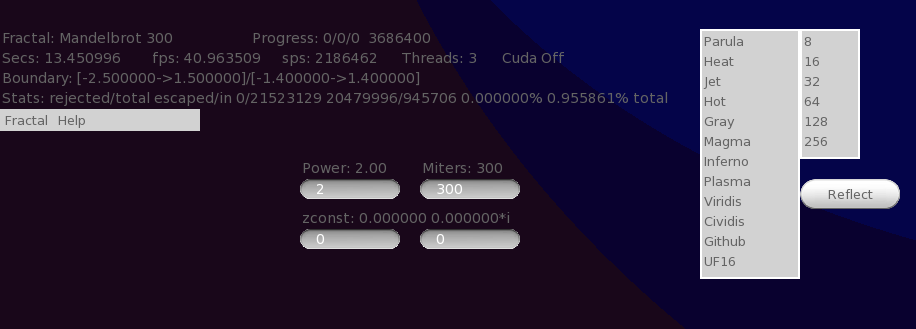 Fractal: Mandelbrot 300 Progress: 0/0/0 3686400
Secs: 13.450996 fps: 40.963509 sps: 2186462 Threads: 3 Cuda Off
Boundary: [-2.500000->1.500000]/[-1.400000->1.400000]
Stats: rejected/total escaped/in 0/21523129 20479996/945706 0.000000% 0.955861% total
Fractal Help
Power: 2.00 Miters: 300
2 300
zconst: 0.000000 0.000000*i
0 0
Parula 8
Heat 16
Jet 32
Hot 64
Gray 128
Magma 256
Inferno
Plasma
Viridis
Cividis
Github
UF16
Reflect